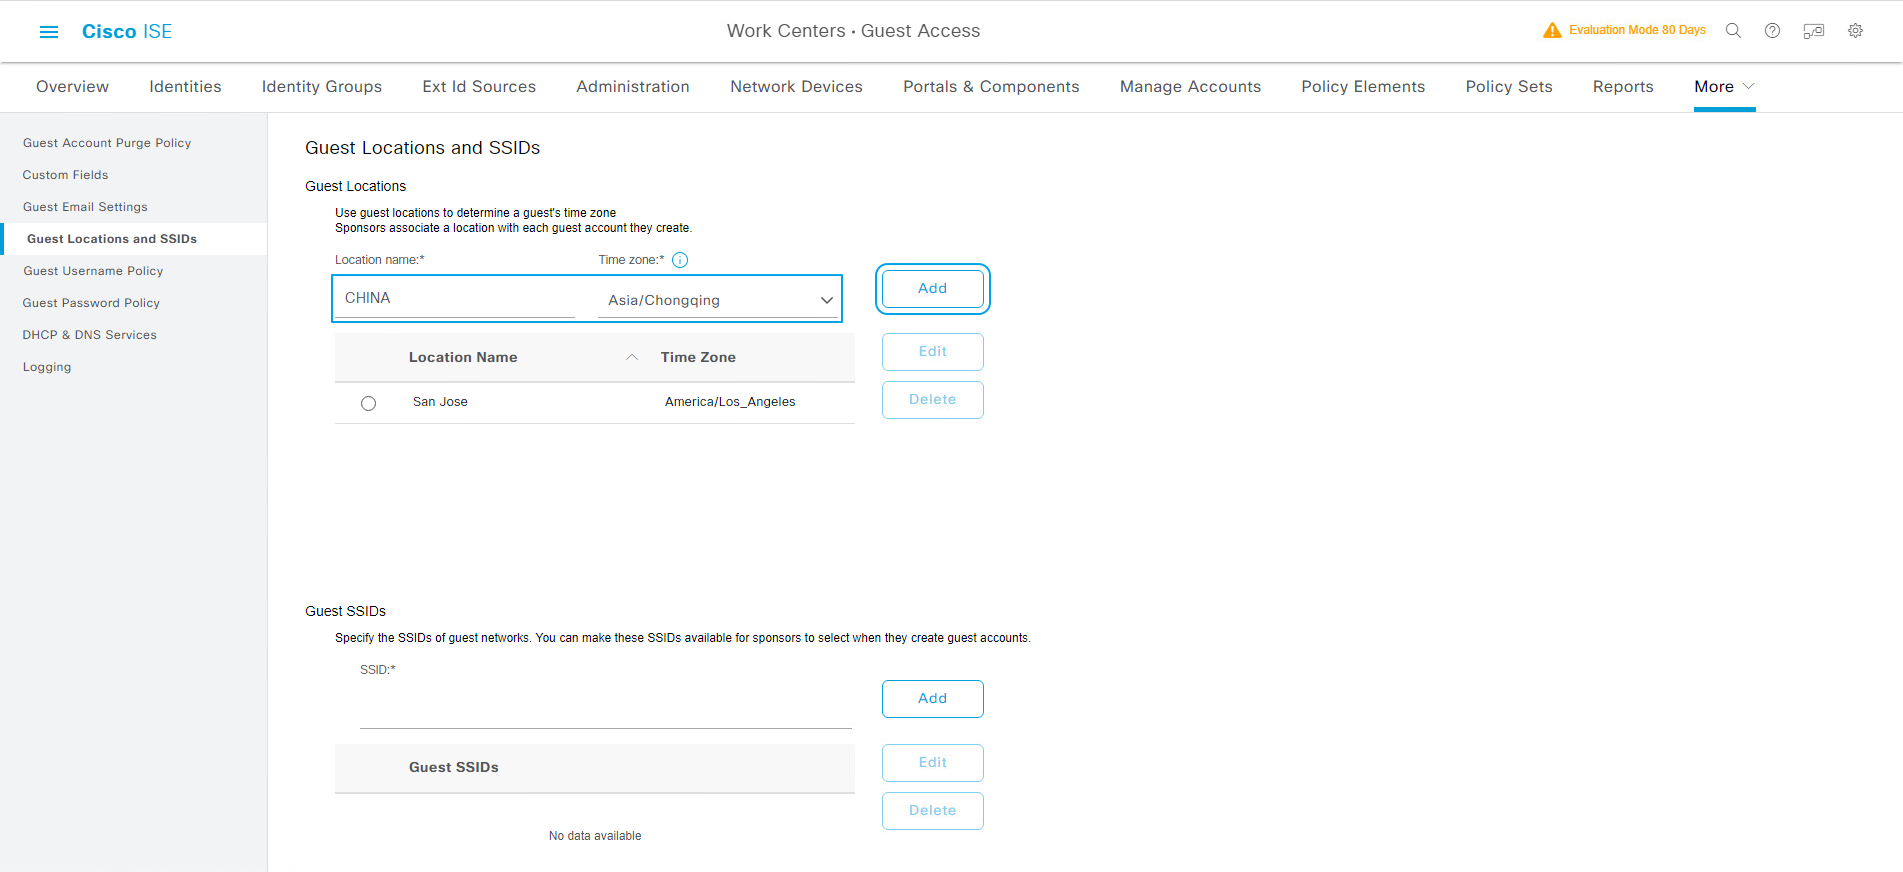 Cisco ISE
Work Centers · Guest Access
Evaluation Mode 80 Days
Overview Identities Identity Groups Ext Id Sources Administration Network Devices Portals & Components Manage Accounts Policy Elements Policy Sets Reports More
Guest Account Purge Policy
Custom Fields
Guest Email Settings
Guest Locations and SSIDs
Guest Username Policy
Guest Password Policy
DHCP & DNS Services
Logging
Guest Locations and SSIDs
Guest Locations
Use guest locations to determine a guest's time zone
Sponsors associate a location with each guest account they create.
Location name:* Time zone:*
CHINA Asia/Chongqing Add
Location Name Time Zone Edit
San Jose America/Los_Angeles Delete
Guest SSIDs
Specify the SSIDs of guest networks. You can make these SSIDs available for sponsors to select when they create guest accounts.
SSID:*
Add
Guest SSIDs Edit
Delete
No data available